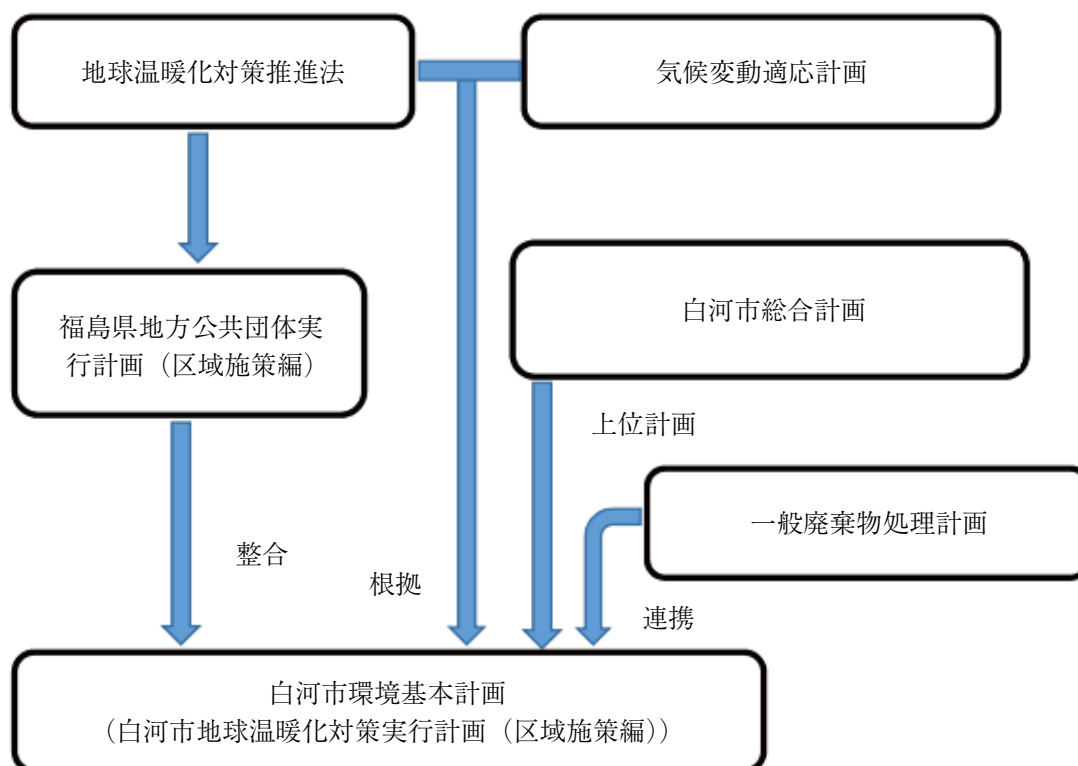 地球温暖化対策推進法
気候変動適応計画
福島県地方公共団体実
行計画（区域施策編）
白河市総合計画
上位計画
一般廃棄物処理計画
整合
根拠
連携
白河市環境基本計画
（白河市地球温暖化対策実行計画（区域施策編））